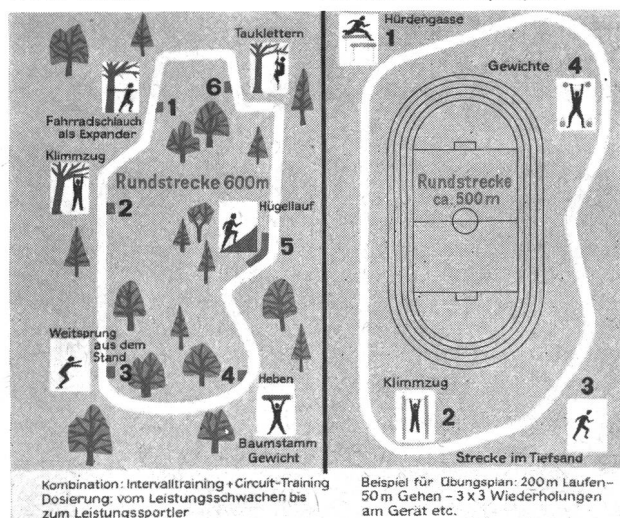 Tauklettern
6
1
Fahrradschlauch
als Expander
Klimmzug
Rundstrecke 600m
2
Hügellauf
5
Weitsprung
aus dem
Stand
3
4
Heben
Baumstamm
Gewicht
Kombination: Intervalltraining + Circuit-Training
Dosierung: vom Leistungsschwachen bis
zum Leistungssportler
Hürdengasse
1
Gewichte
4
Rundstrecke
ca. 500m
Klimmzug
2
3
Strecke im Tiefsand
Beispiel für Übungsplan: 200m Laufen–
50m Gehen – 3 x 3 Wiederholungen
am Gerät etc.